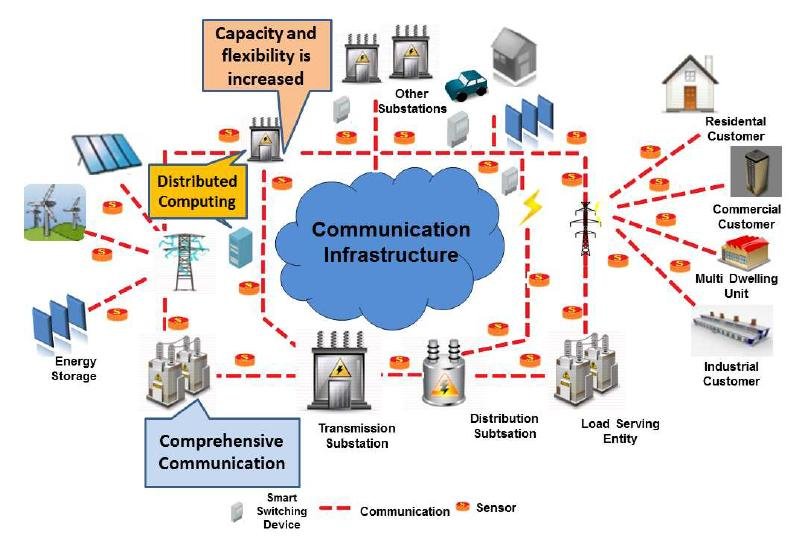 Capacity and
flexibility is
increased
Other
Substations
Residental
Customer
Distributed
Computing
Communication
Infrastructure
Commercial
Customer
Multi Dwelling
Unit
Energy
Storage
Industrial
Customer
Transmission
Substation
Distribution
Subtsation
Load Serving
Entity
Comprehensive
Communication
Smart
Switching
Device
Communication
Sensor